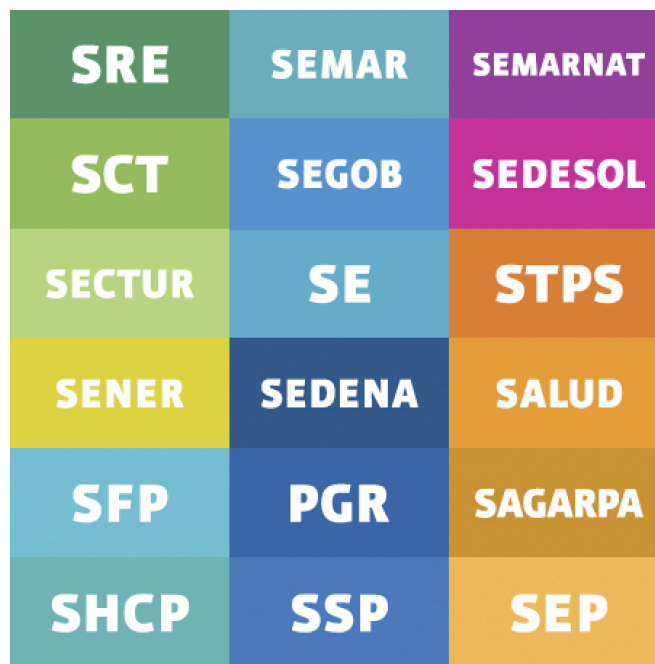 SRE SEMAR SEMARNAT
SCT SEGOB SEDESOL
SECTUR SE STPS
SENER SEDENA SALUD
SFP PGR SAGARPA
SHCP SSP SEP